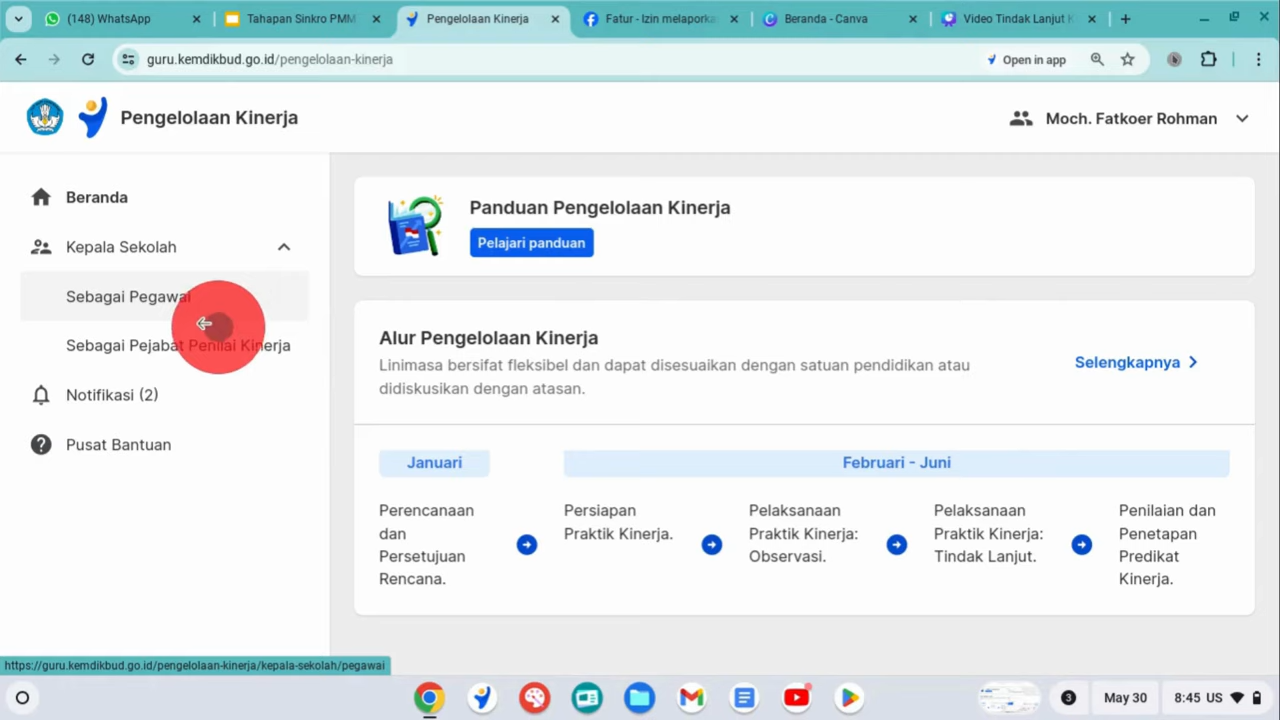 (148) WhatsApp
Tahapan Sinkro PMM
Pengelolaan Kinerja
Fatur - Izin melaporka
Beranda - Canva
Video Tindak Lanjut K
guru.kemdikbud.go.id/pengelolaan-kinerja
Open in app
Pengelolaan Kinerja
Moch. Fatkoer Rohman
Beranda
Kepala Sekolah
Sebagai Pegawai
Sebagai Pejabat Penilai Kinerja
Notifikasi (2)
Pusat Bantuan
Panduan Pengelolaan Kinerja
Pelajari panduan
Alur Pengelolaan Kinerja
Linimasa bersifat fleksibel dan dapat disesuaikan dengan satuan pendidikan atau
didiskusikan dengan atasan.
Selengkapnya
Januari
Februari - Juni
Perencanaan
dan
Persetujuan
Rencana.
Persiapan
Praktik Kinerja.
Pelaksanaan
Praktik Kinerja:
Observasi.
Pelaksanaan
Praktik Kinerja:
Tindak Lanjut.
Penilaian dan
Penetapan
Predikat
Kinerja.
https://guru.kemdikbud.go.id/pengelolaan-kinerja/kepala-sekolah/pegawai
3
May 30
8:45 US